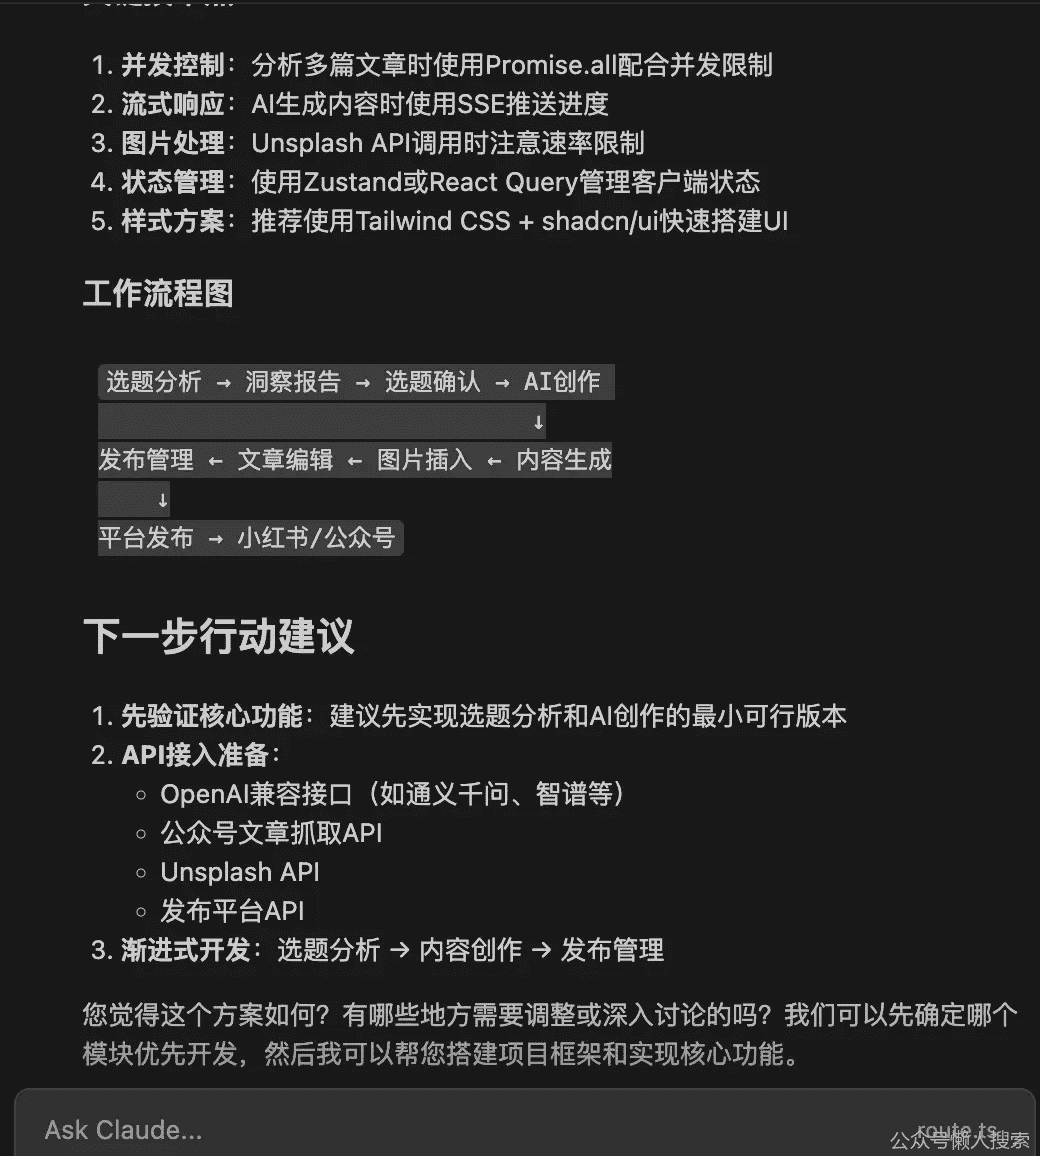 1. 并发控制：分析多篇文章时使用Promise.all配合并发限制
2. 流式响应：AI生成内容时使用SSE推送进度
3. 图片处理：Unsplash API调用时注意速率限制
4. 状态管理：使用Zustand或React Query管理客户端状态
5. 样式方案：推荐使用Tailwind CSS + shadcn/ui快速搭建UI
工作流程图
选题分析 → 洞察报告 → 选题确认 → AI创作
↓
发布管理 ← 文章编辑 ← 图片插入 ← 内容生成
↓
平台发布 → 小红书/公众号
下一步行动建议
1. 先验证核心功能：建议先实现选题分析和AI创作的最小可行版本
2. API接入准备：
○ OpenAI兼容接口（如通义千问、智谱等）
○ 公众号文章抓取API
○ Unsplash API
○ 发布平台API
3. 渐进式开发：选题分析 → 内容创作 → 发布管理
您觉得这个方案如何？有哪些地方需要调整或深入讨论的吗？我们可以先确定哪个
模块优先开发，然后我可以帮您搭建项目框架和实现核心功能。
Ask Claude...
route.ts
公众号懒人搜索